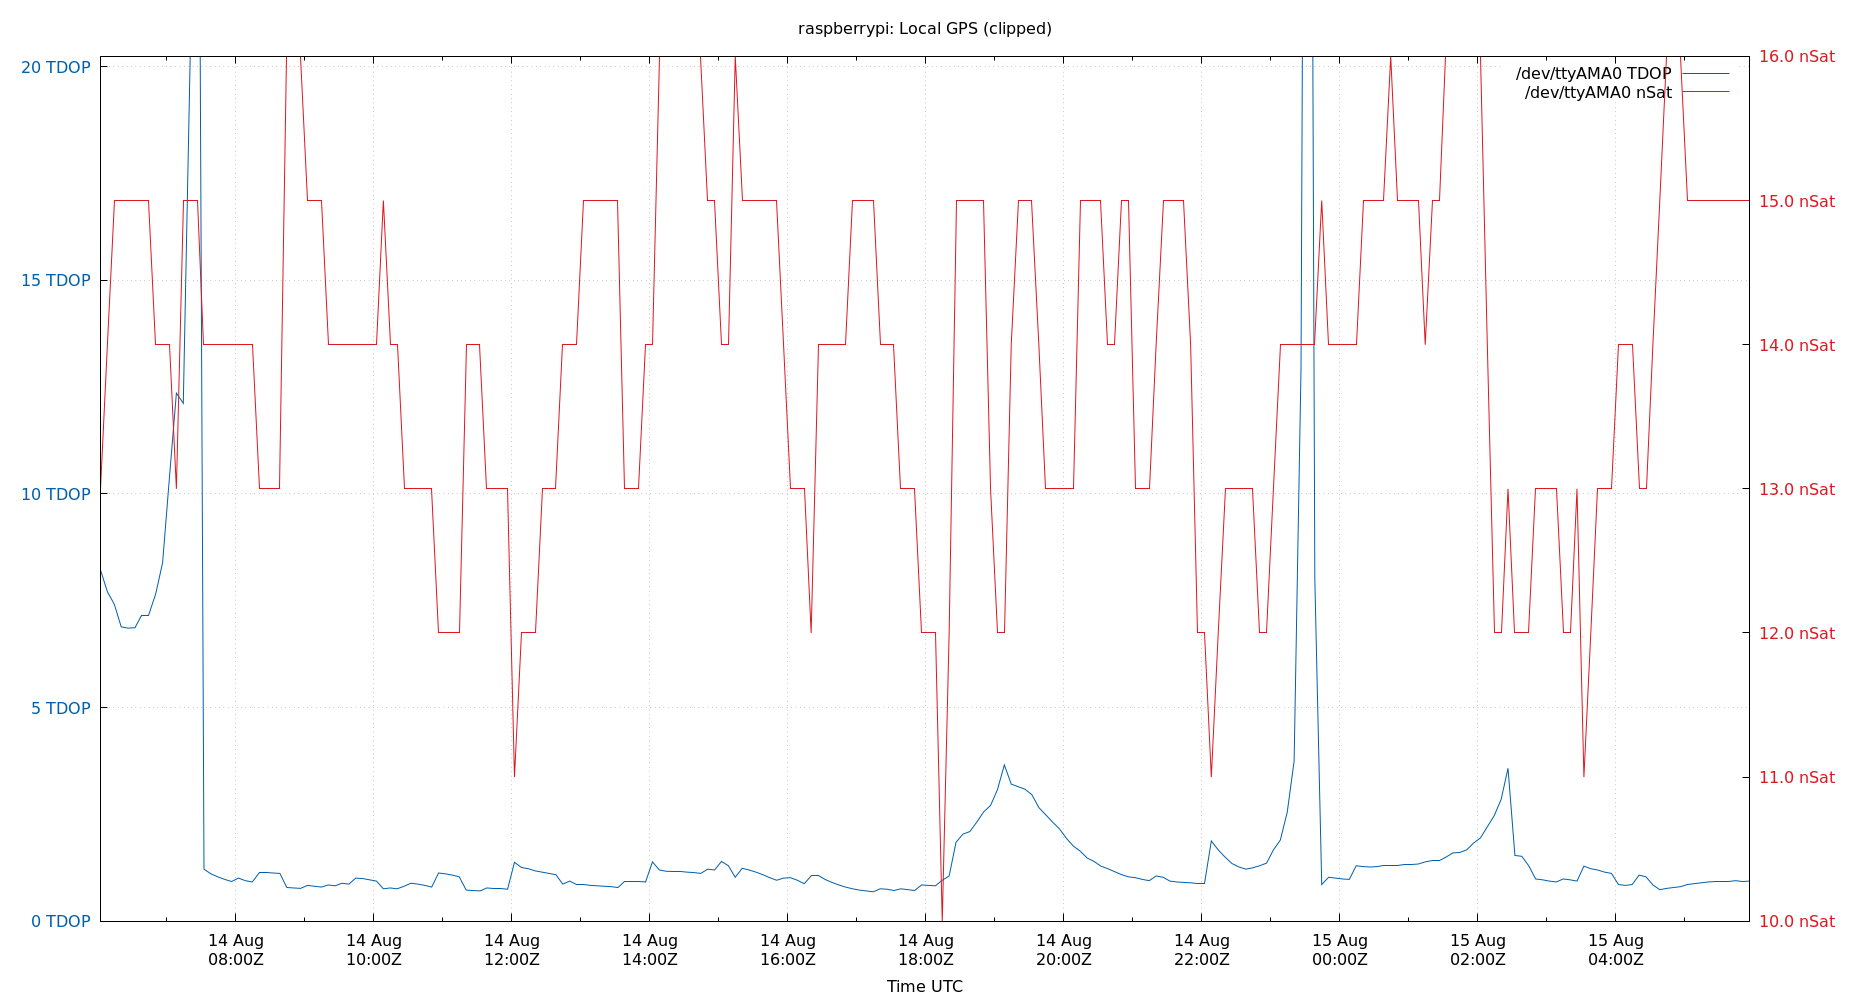 raspberrypi: Local GPS (clipped)
20 TDOP
15 TDOP
10 TDOP
5 TDOP
0 TDOP
16.0 nSat
15.0 nSat
14.0 nSat
13.0 nSat
12.0 nSat
11.0 nSat
10.0 nSat
/dev/ttyAMA0 TDOP
/dev/ttyAMA0 nSat
14 Aug 14 Aug 14 Aug 14 Aug 14 Aug 14 Aug 14 Aug 14 Aug 15 Aug 15 Aug 15 Aug
08:00Z 10:00Z 12:00Z 14:00Z 16:00Z 18:00Z 20:00Z 22:00Z 00:00Z 02:00Z 04:00Z
Time UTC